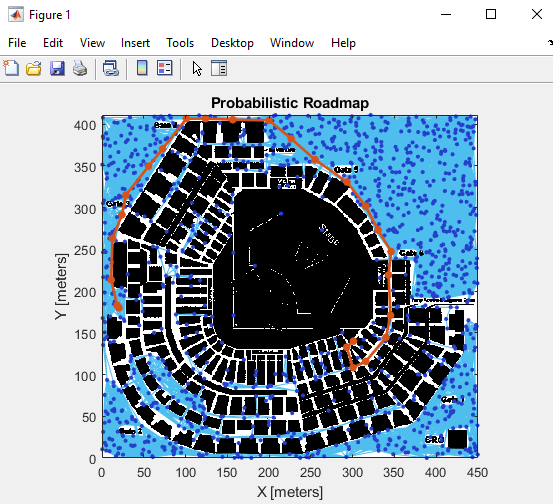 Figure 1
File Edit View Insert Tools Desktop Window Help
Probabilistic Roadmap
Gate 5
Stage
Gate 6
Gate 2
Y [meters]
400
350
300
250
200
150
100
50
0
0 50 100 150 200 250 300 350 400 450
X [meters]